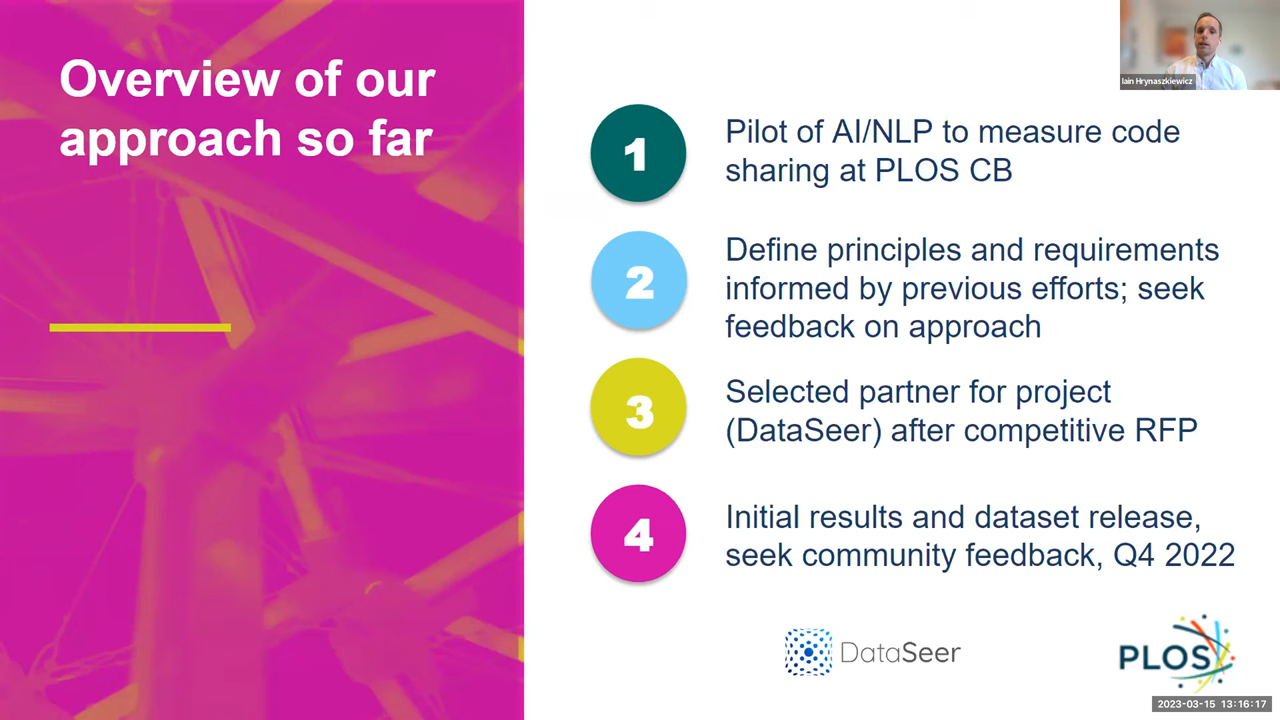 Overview of our
approach so far
1
Pilot of AI/NLP to measure code
sharing at PLOS CB
2
Define principles and requirements
informed by previous efforts; seek
feedback on approach
3
Selected partner for project
(DataSeer) after competitive RFP
4
Initial results and dataset release,
seek community feedback, Q4 2022
DataSeer
PLOS
Iain Hrynaszkiewicz
2023-03-15 13:16:17